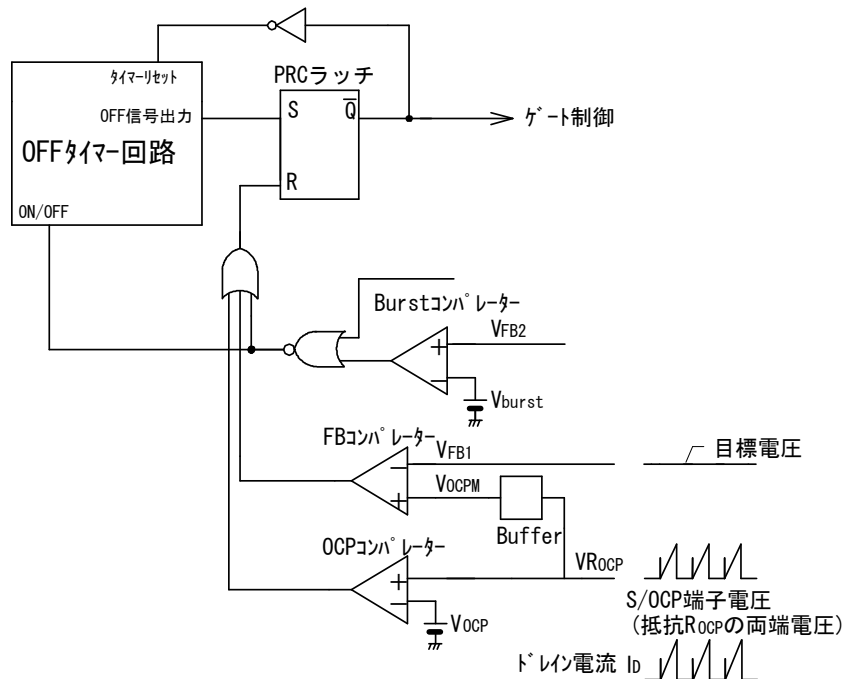 タイマーリセット
PRCラッチ
OFF信号出力
S
Q
ゲート制御
OFFタイマー回路
R
ON/OFF
Burstコンパレーター
VFB2
+
−
Vburst
FBコンパレーター
VFB1
目標電圧
−
VOCPM
+
Buffer
OCPコンパレーター
VROCP
+
−
VOCP
S/OCP端子電圧
(抵抗ROCPの両端電圧)
ドレイン電流 ID